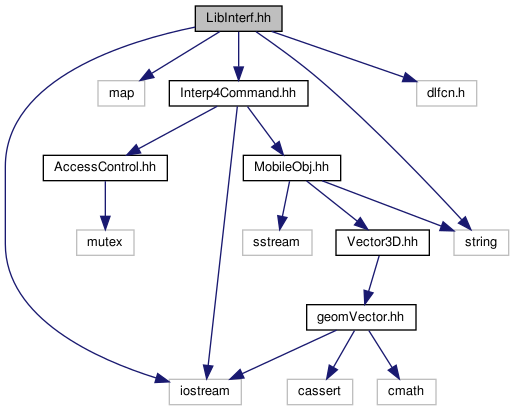 LibInterf.hh
map
Interp4Command.hh
dlfcn.h
AccessControl.hh
MobileObj.hh
mutex
sstream
Vector3D.hh
string
geomVector.hh
iostream
cassert
cmath